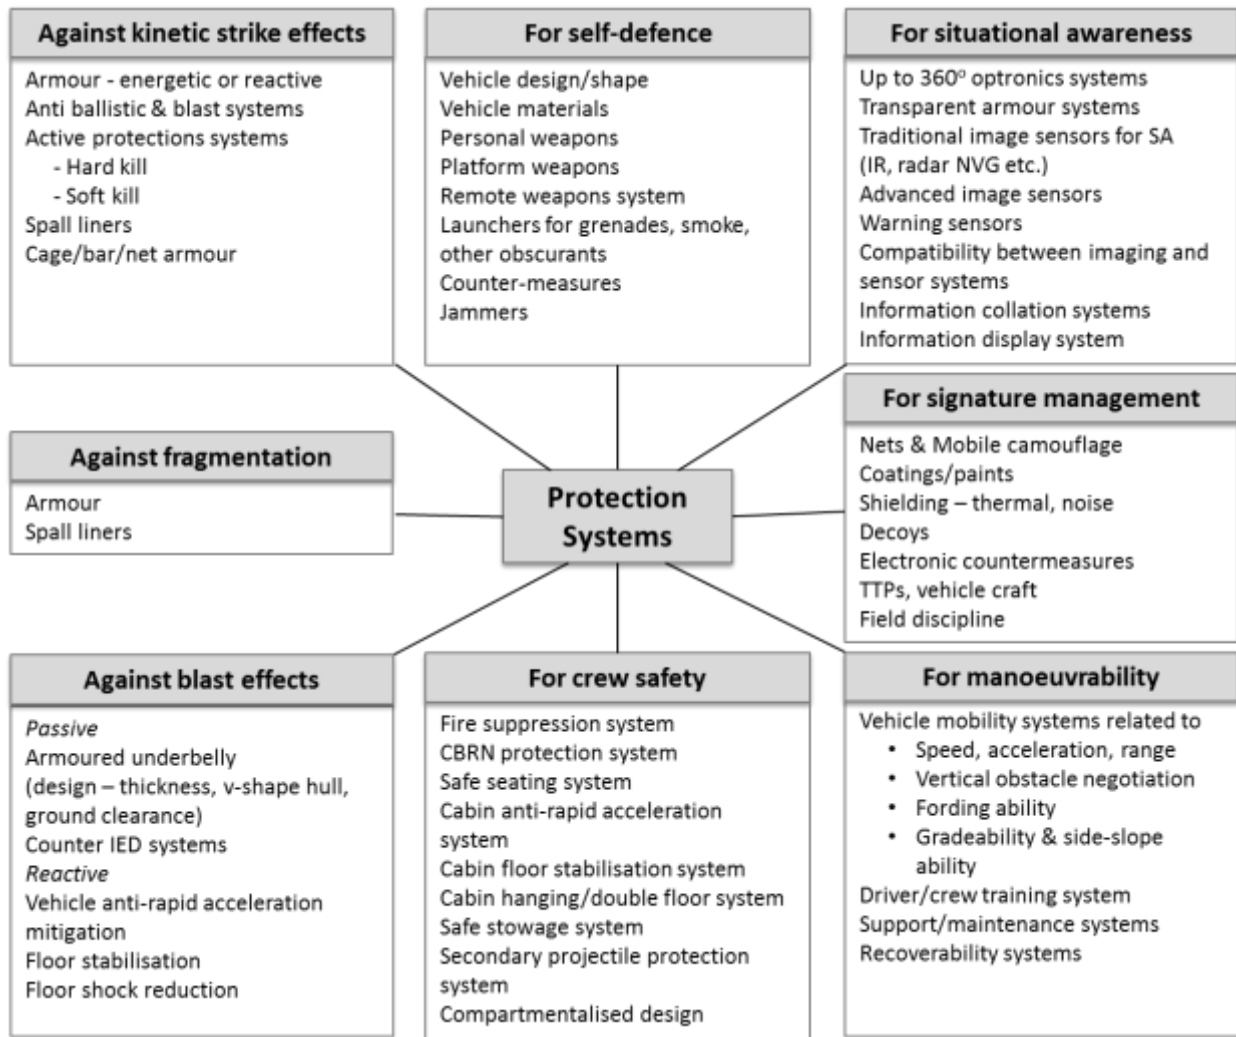 Against kinetic strike effects
Armour - energetic or reactive
Anti ballistic & blast systems
Active protections systems
- Hard kill
- Soft kill
Spall liners
Cage/bar/net armour
For self-defence
Vehicle design/shape
Vehicle materials
Personal weapons
Platform weapons
Remote weapons system
Launchers for grenades, smoke,
other obscurants
Counter-measures
Jammers
For situational awareness
Up to 360° optronics systems
Transparent armour systems
Traditional image sensors for SA
(IR, radar NVG etc.)
Advanced image sensors
Warning sensors
Compatibility between imaging and
sensor systems
Information collation systems
Information display system
Against fragmentation
Armour
Spall liners
Protection
Systems
For signature management
Nets & Mobile camouflage
Coatings/paints
Shielding – thermal, noise
Decoys
Electronic countermeasures
TTPs, vehicle craft
Field discipline
Against blast effects
Passive
Armoured underbelly
(design – thickness, v-shape hull,
ground clearance)
Counter IED systems
Reactive
Vehicle anti-rapid acceleration
mitigation
Floor stabilisation
Floor shock reduction
For crew safety
Fire suppression system
CBRN protection system
Safe seating system
Cabin anti-rapid acceleration
system
Cabin floor stabilisation system
Cabin hanging/double floor system
Safe stowage system
Secondary projectile protection
system
Compartmentalised design
For manoeuvrability
Vehicle mobility systems related to
• Speed, acceleration, range
• Vertical obstacle negotiation
• Fording ability
• Gradeability & side-slope
ability
Driver/crew training system
Support/maintenance systems
Recoverability systems